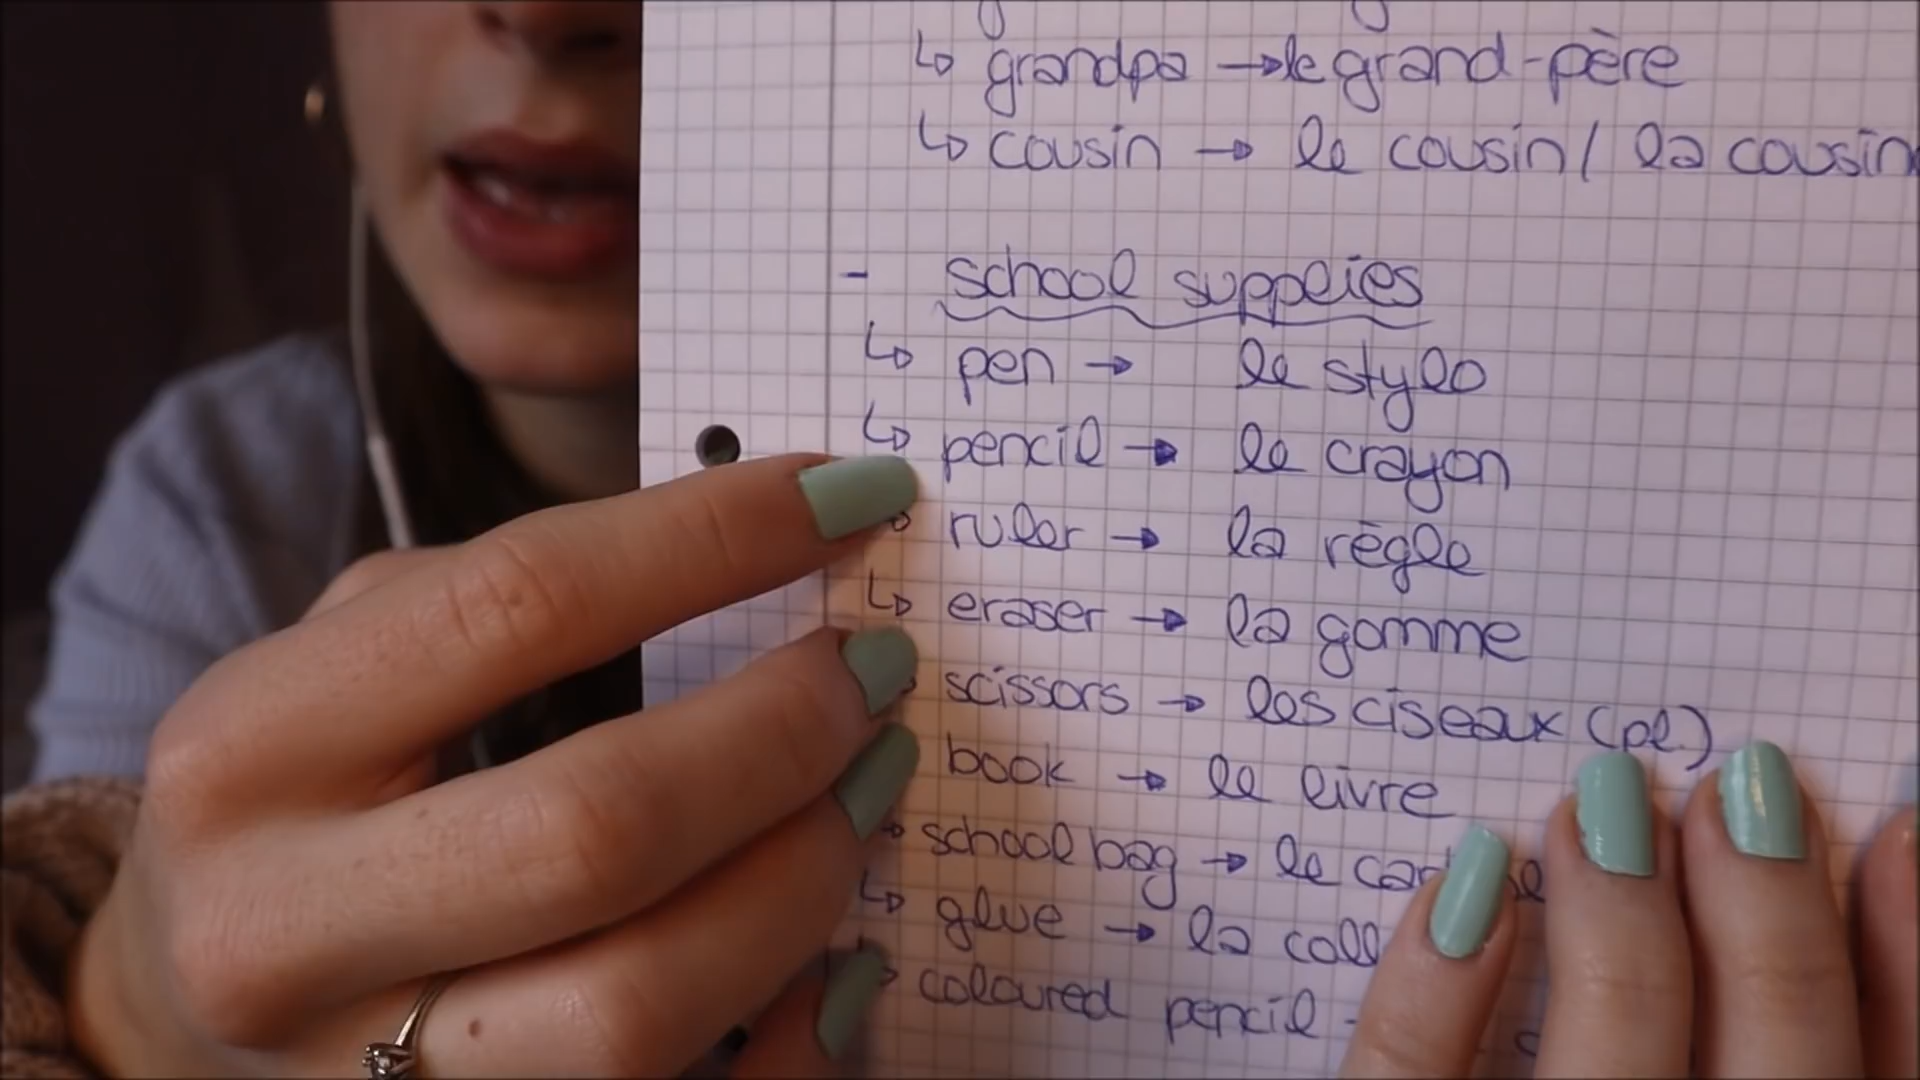 ↳ grandpa → le grand-père
↳ cousin → le cousin / la cousin
- school supplies
↳ pen → le stylo
↳ pencil → le crayon
ruler → la règle
↳ eraser → la gomme
scissors → les ciseaux (pl.)
book → le livre
→ school bag → le
↳ glue → la
coloured pencil -